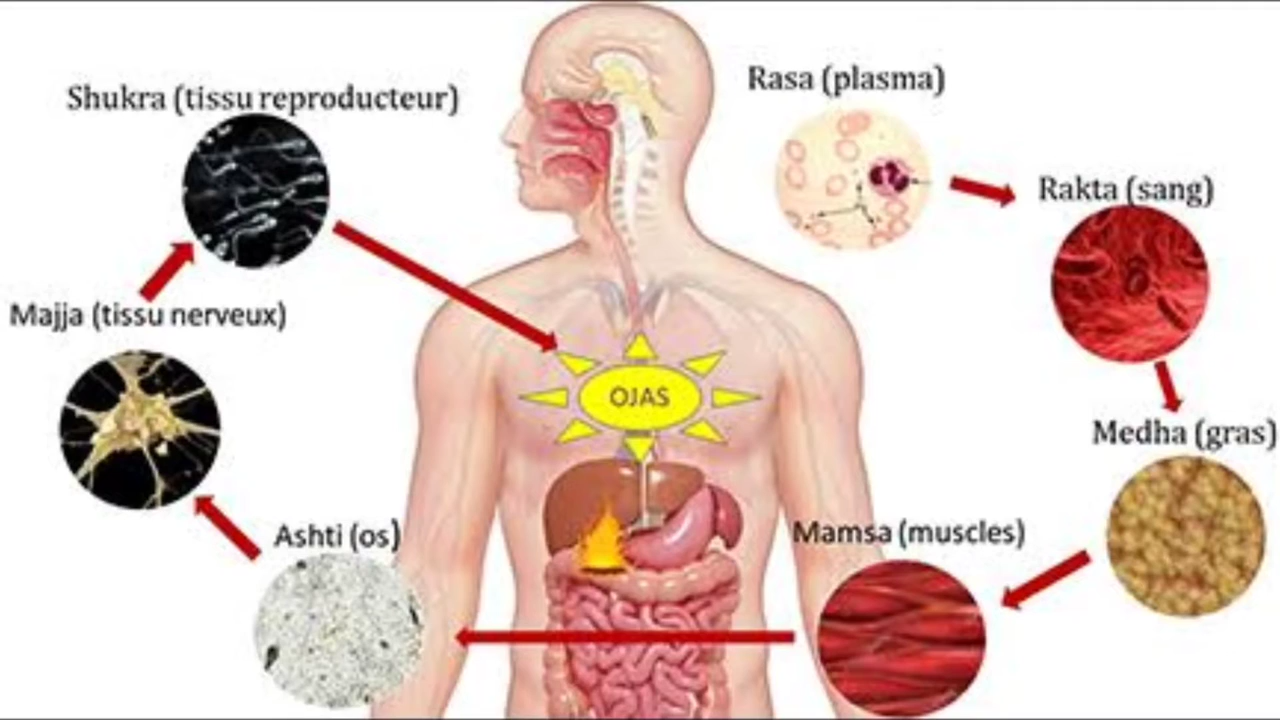 Shukra (tissu reproducteur)
Rasa (plasma)
Rakta (sang)
Majja (tissu nerveux)
OJAS
Medha (gras)
Ashti (os)
Mamsa (muscles)